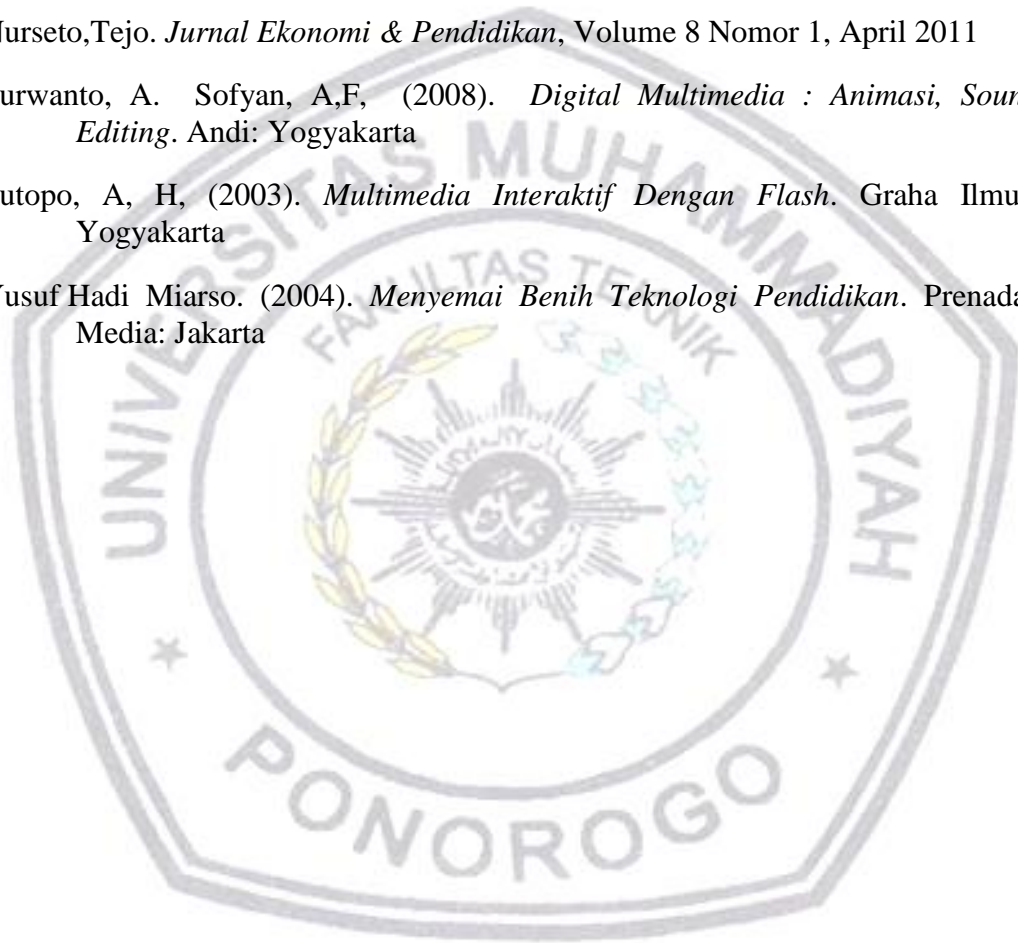 Nurseto,Tejo. Jurnal Ekonomi & Pendidikan, Volume 8 Nomor 1, April 2011
urwanto, A. Sofyan, A,F, (2008). Digital Multimedia : Animasi, Soun
Editing. Andi: Yogyakarta
utopo, A, H, (2003). Multimedia Interaktif Dengan Flash. Graha Ilmu
Yogyakarta
Yusuf Hadi Miarso. (2004). Menyemai Benih Teknologi Pendidikan. Prenada
Media: Jakarta
UNIVERSITAS MUHAMMADIYAH
FAKULTAS TEKNIK
PONOROGO